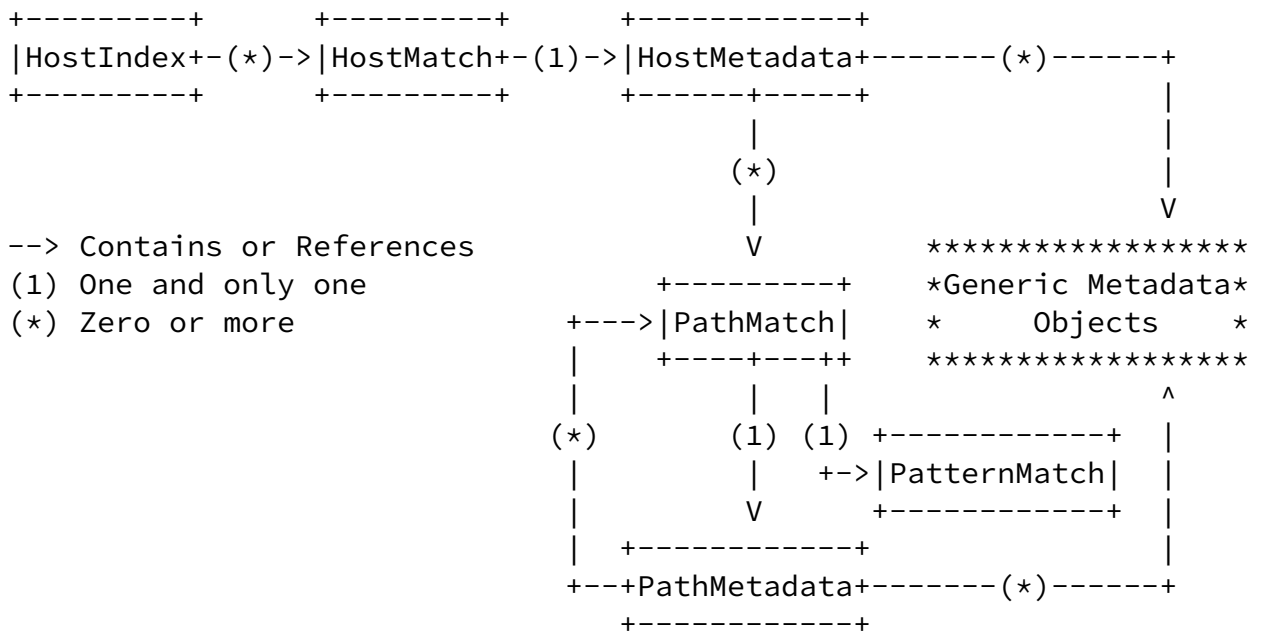 +---------+       +---------+       +------------+
|HostIndex+-(*)->|HostMatch+-(1)->|HostMetadata+-------(*)------+
+---------+       +---------+       +------+-----+                |
                                          |                      |
                                         (*)                     |
                                          |                      V
--> Contains or References                V         ******************
(1) One and only one                 +---------+    *Generic Metadata*
(*) Zero or more                +--->|PathMatch|    *     Objects    *
                                |    +----+---++    ******************
                                |         |   |                  ^
                               (*)       (1) (1) +------------+  |
                                |         |   +->|PatternMatch|  |
                                |         V      +------------+  |
                                |  +------------+                |
                                +--+PathMetadata+-------(*)------+
                                   +------------+